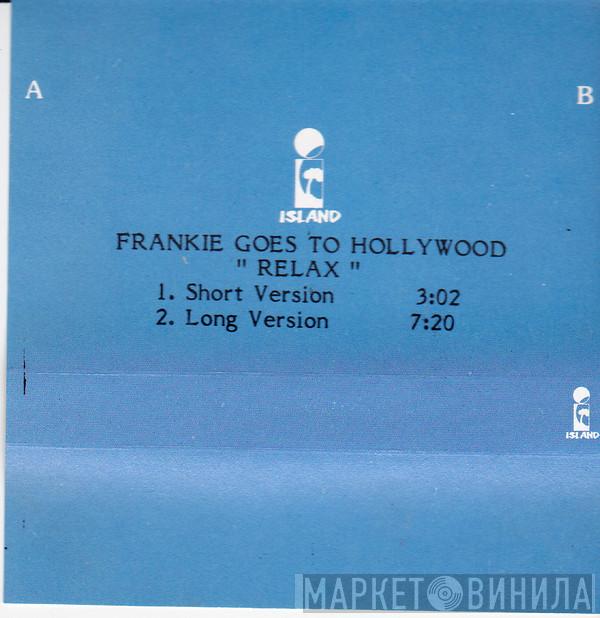 A
B
ISLAND
FRANKIE GOES TO HOLLYWOOD
" RELAX "
1. Short Version 3:02
2. Long Version 7:20
ISLAND
МАРКЕТ ВИНИЛА